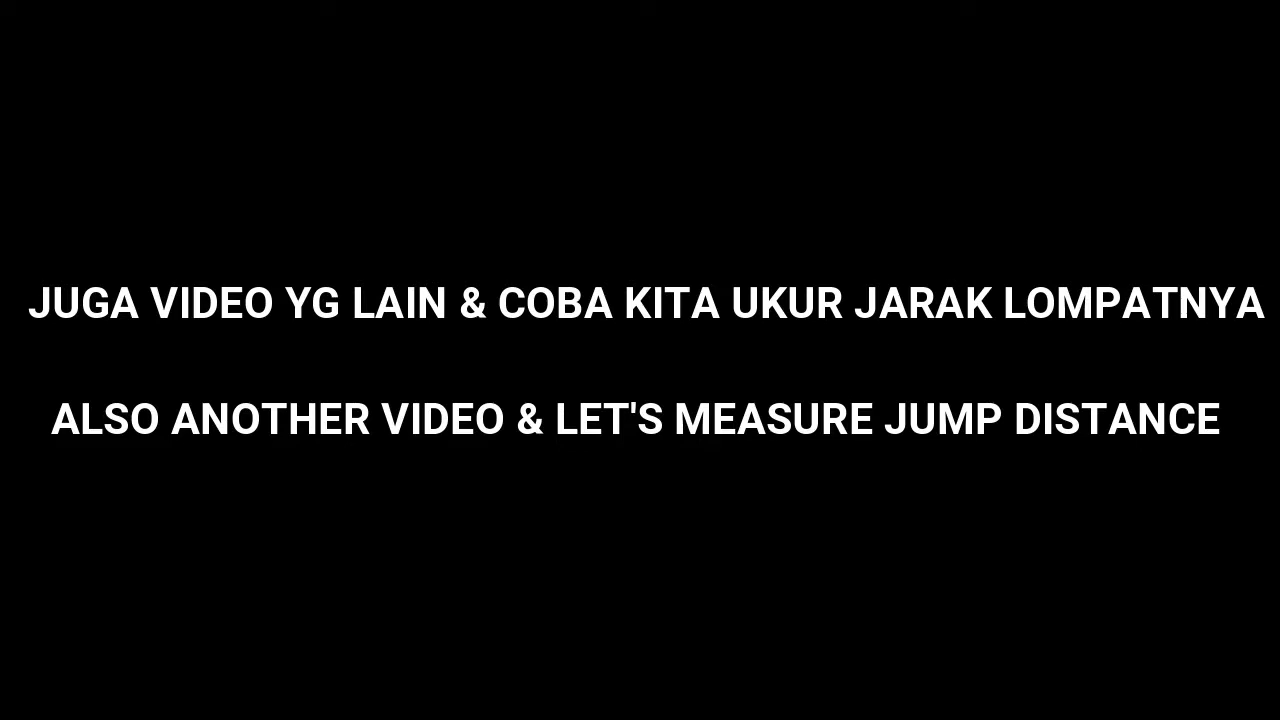 JUGA VIDEO YG LAIN & COBA KITA UKUR JARAK LOMPATNYA
ALSO ANOTHER VIDEO & LET'S MEASURE JUMP DISTANCE